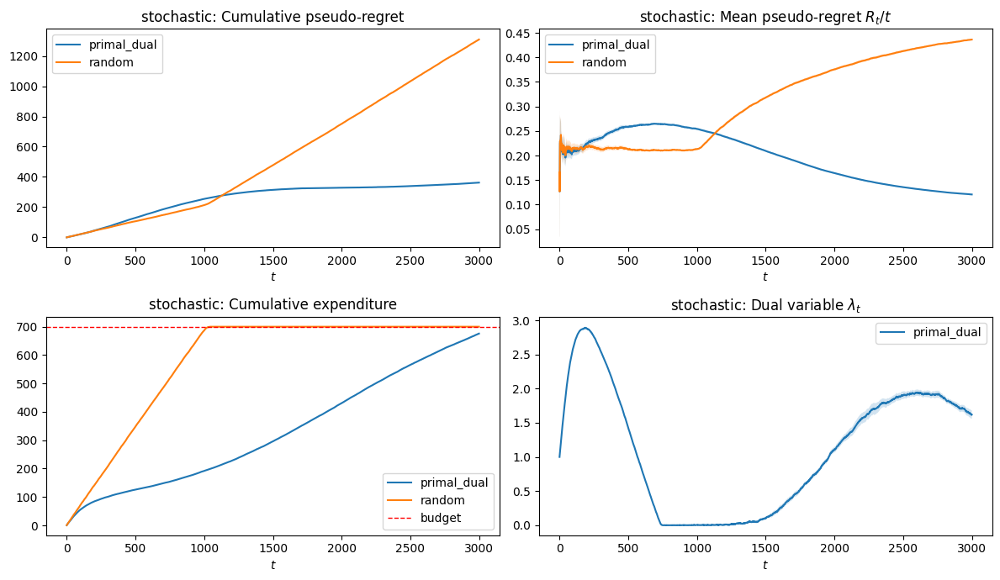 stochastic: Cumulative pseudo-regret
primal_dual
random
1200
1000
800
600
400
200
0
0 500 1000 1500 2000 2500 3000
t
stochastic: Mean pseudo-regret R_t/t
primal_dual
random
0.45
0.40
0.35
0.30
0.25
0.20
0.15
0.10
0.05
0 500 1000 1500 2000 2500 3000
t
stochastic: Cumulative expenditure
700
600
500
400
300
200
100
0
primal_dual
random
budget
0 500 1000 1500 2000 2500 3000
t
stochastic: Dual variable λ_t
primal_dual
3.0
2.5
2.0
1.5
1.0
0.5
0.0
0 500 1000 1500 2000 2500 3000
t